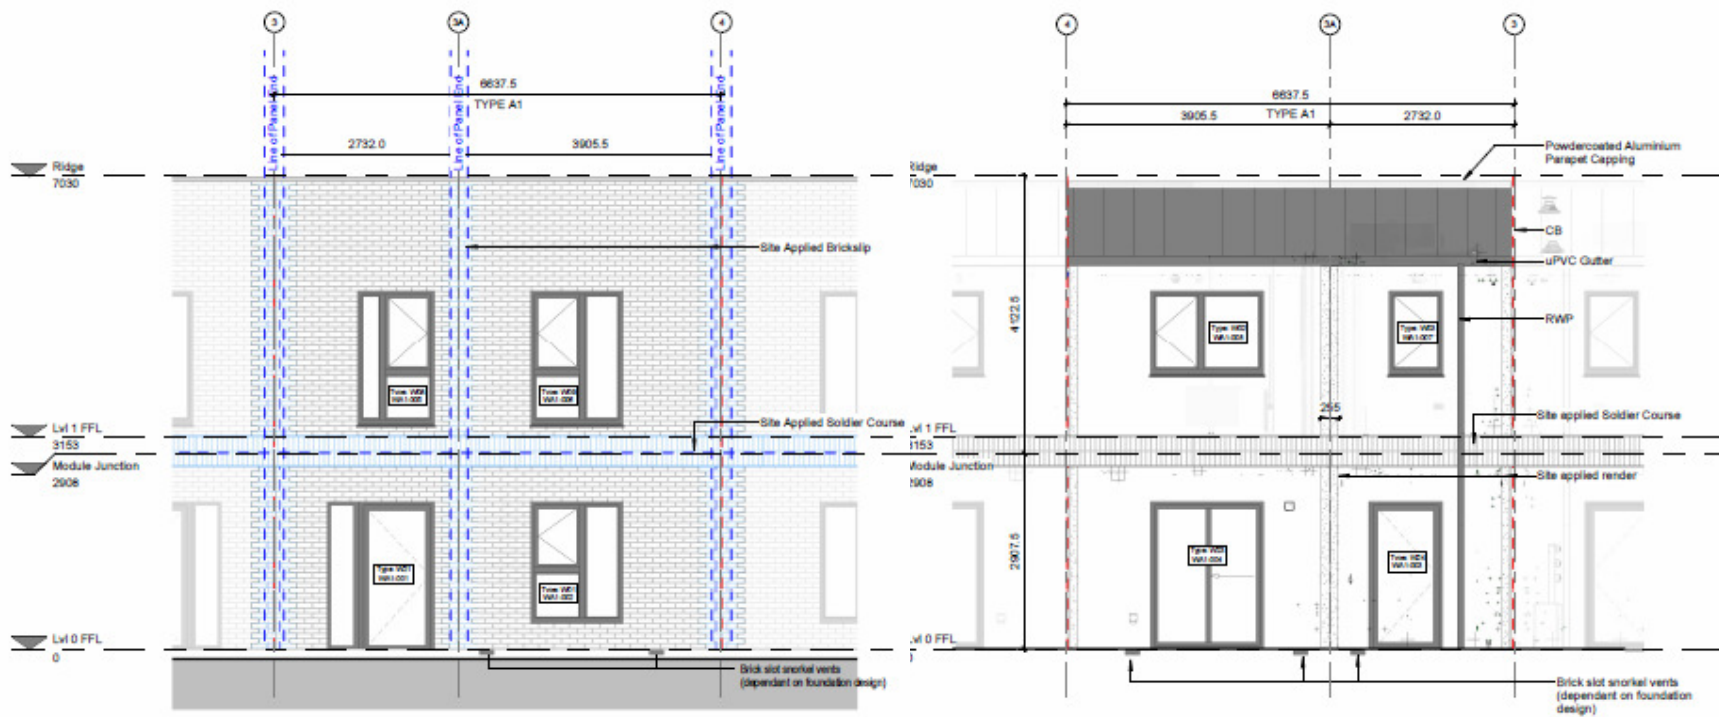 3
3A
4
6637.5
TYPE A1
2732.0
3905.5
Line of Panel End
Line of Panel End
Line of Panel End
Ridge
7030
Site Applied Brickslip
Site Applied Soldier Course
Lvl 1 FFL
3153
Module Junction
2908
Lvl 0 FFL
0
Brick slot snorkel vents
(dependant on foundation design)
4
3A
3
6637.5
3905.5
TYPE A1
2732.0
Powdercoated Aluminium
Parapet Capping
Ridge
7030
CB
uPVC Gutter
RWP
4122.5
255
Site applied Soldier Course
Lvl 1 FFL
3153
Module Junction
2908
Site applied render
2907.5
Lvl 0 FFL
Brick slot snorkel vents
(dependant on foundation
design)